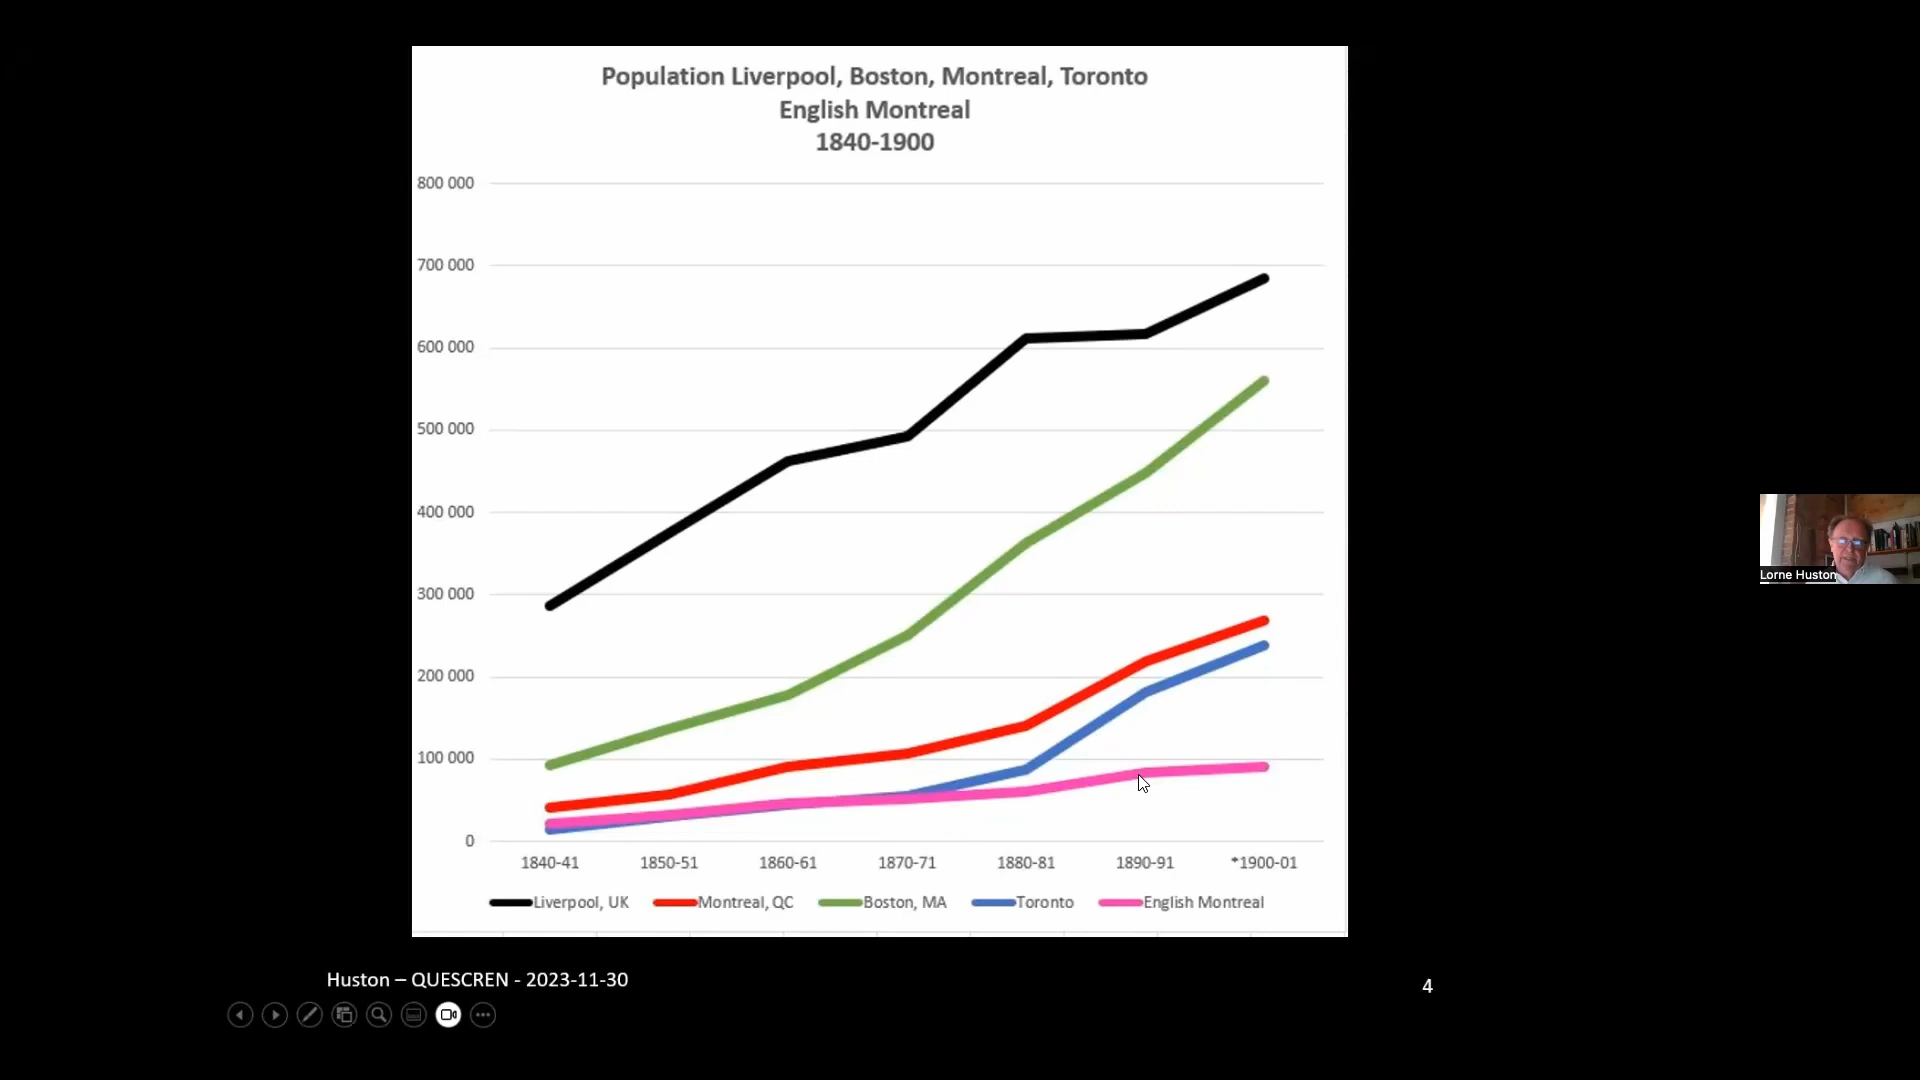 Population Liverpool, Boston, Montreal, Toronto
English Montreal
1840-1900
800 000
700 000
600 000
500 000
400 000
300 000
200 000
100 000
0
1840-41 1850-51 1860-61 1870-71 1880-81 1890-91 *1900-01
Liverpool, UK Montreal, QC Boston, MA Toronto English Montreal
Lorne Huston
Huston – QUESCREN - 2023-11-30
4